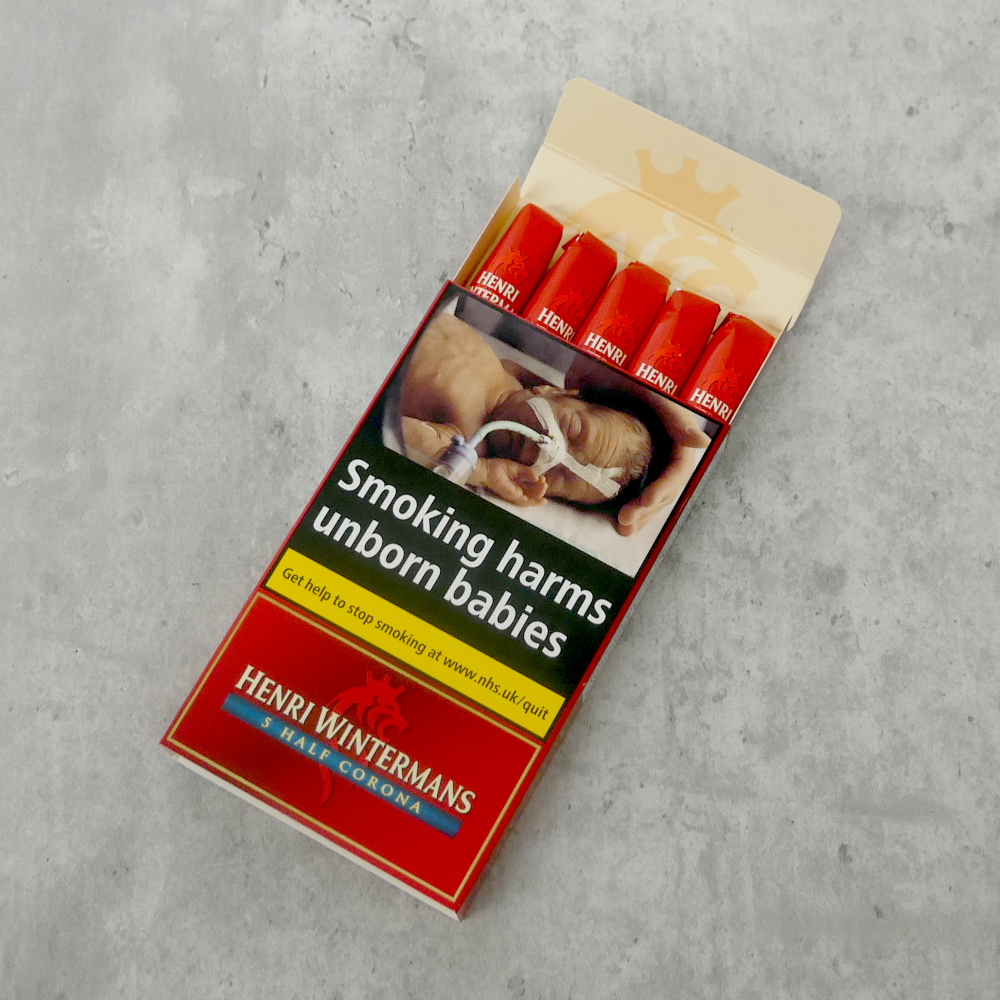 HENRI
HENRI
HENRI
HENRI
HENRI
Smoking harms
unborn babies
Get help to stop smoking at www.nhs.uk/quit
HENRI WINTERMANS
5 HALF CORONA